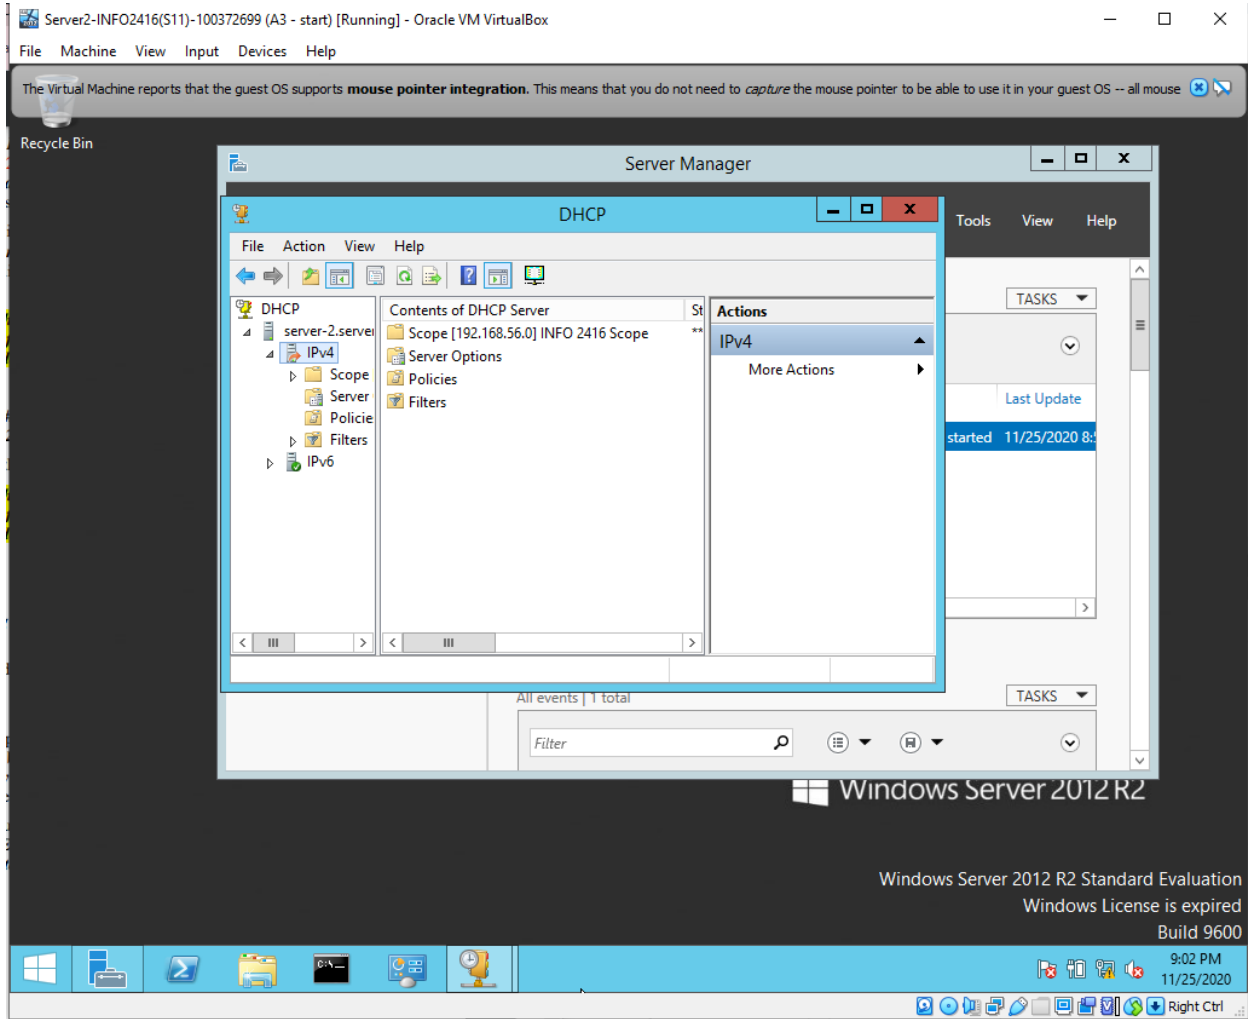 Server2-INFO2416(S11)-100372699 (A3 - start) [Running] - Oracle VM VirtualBox
File Machine View Input Devices Help
The Virtual Machine reports that the guest OS supports mouse pointer integration. This means that you do not need to capture the mouse pointer to be able to use it in your guest OS -- all mouse
Recycle Bin
Server Manager
DHCP
Tools View Help
File Action View Help
TASKS
DHCP
server-2.server
IPv4
Scope
Server
Policie
Filters
IPv6
Contents of DHCP Server St
Scope [192.168.56.0] INFO 2416 Scope **
Server Options
Policies
Filters
Actions
IPv4
More Actions
Last Update
started 11/25/2020 8:5
All events | 1 total
TASKS
Filter
Windows Server 2012 R2
Windows Server 2012 R2 Standard Evaluation
Windows License is expired
Build 9600
9:02 PM
11/25/2020
Right Ctrl